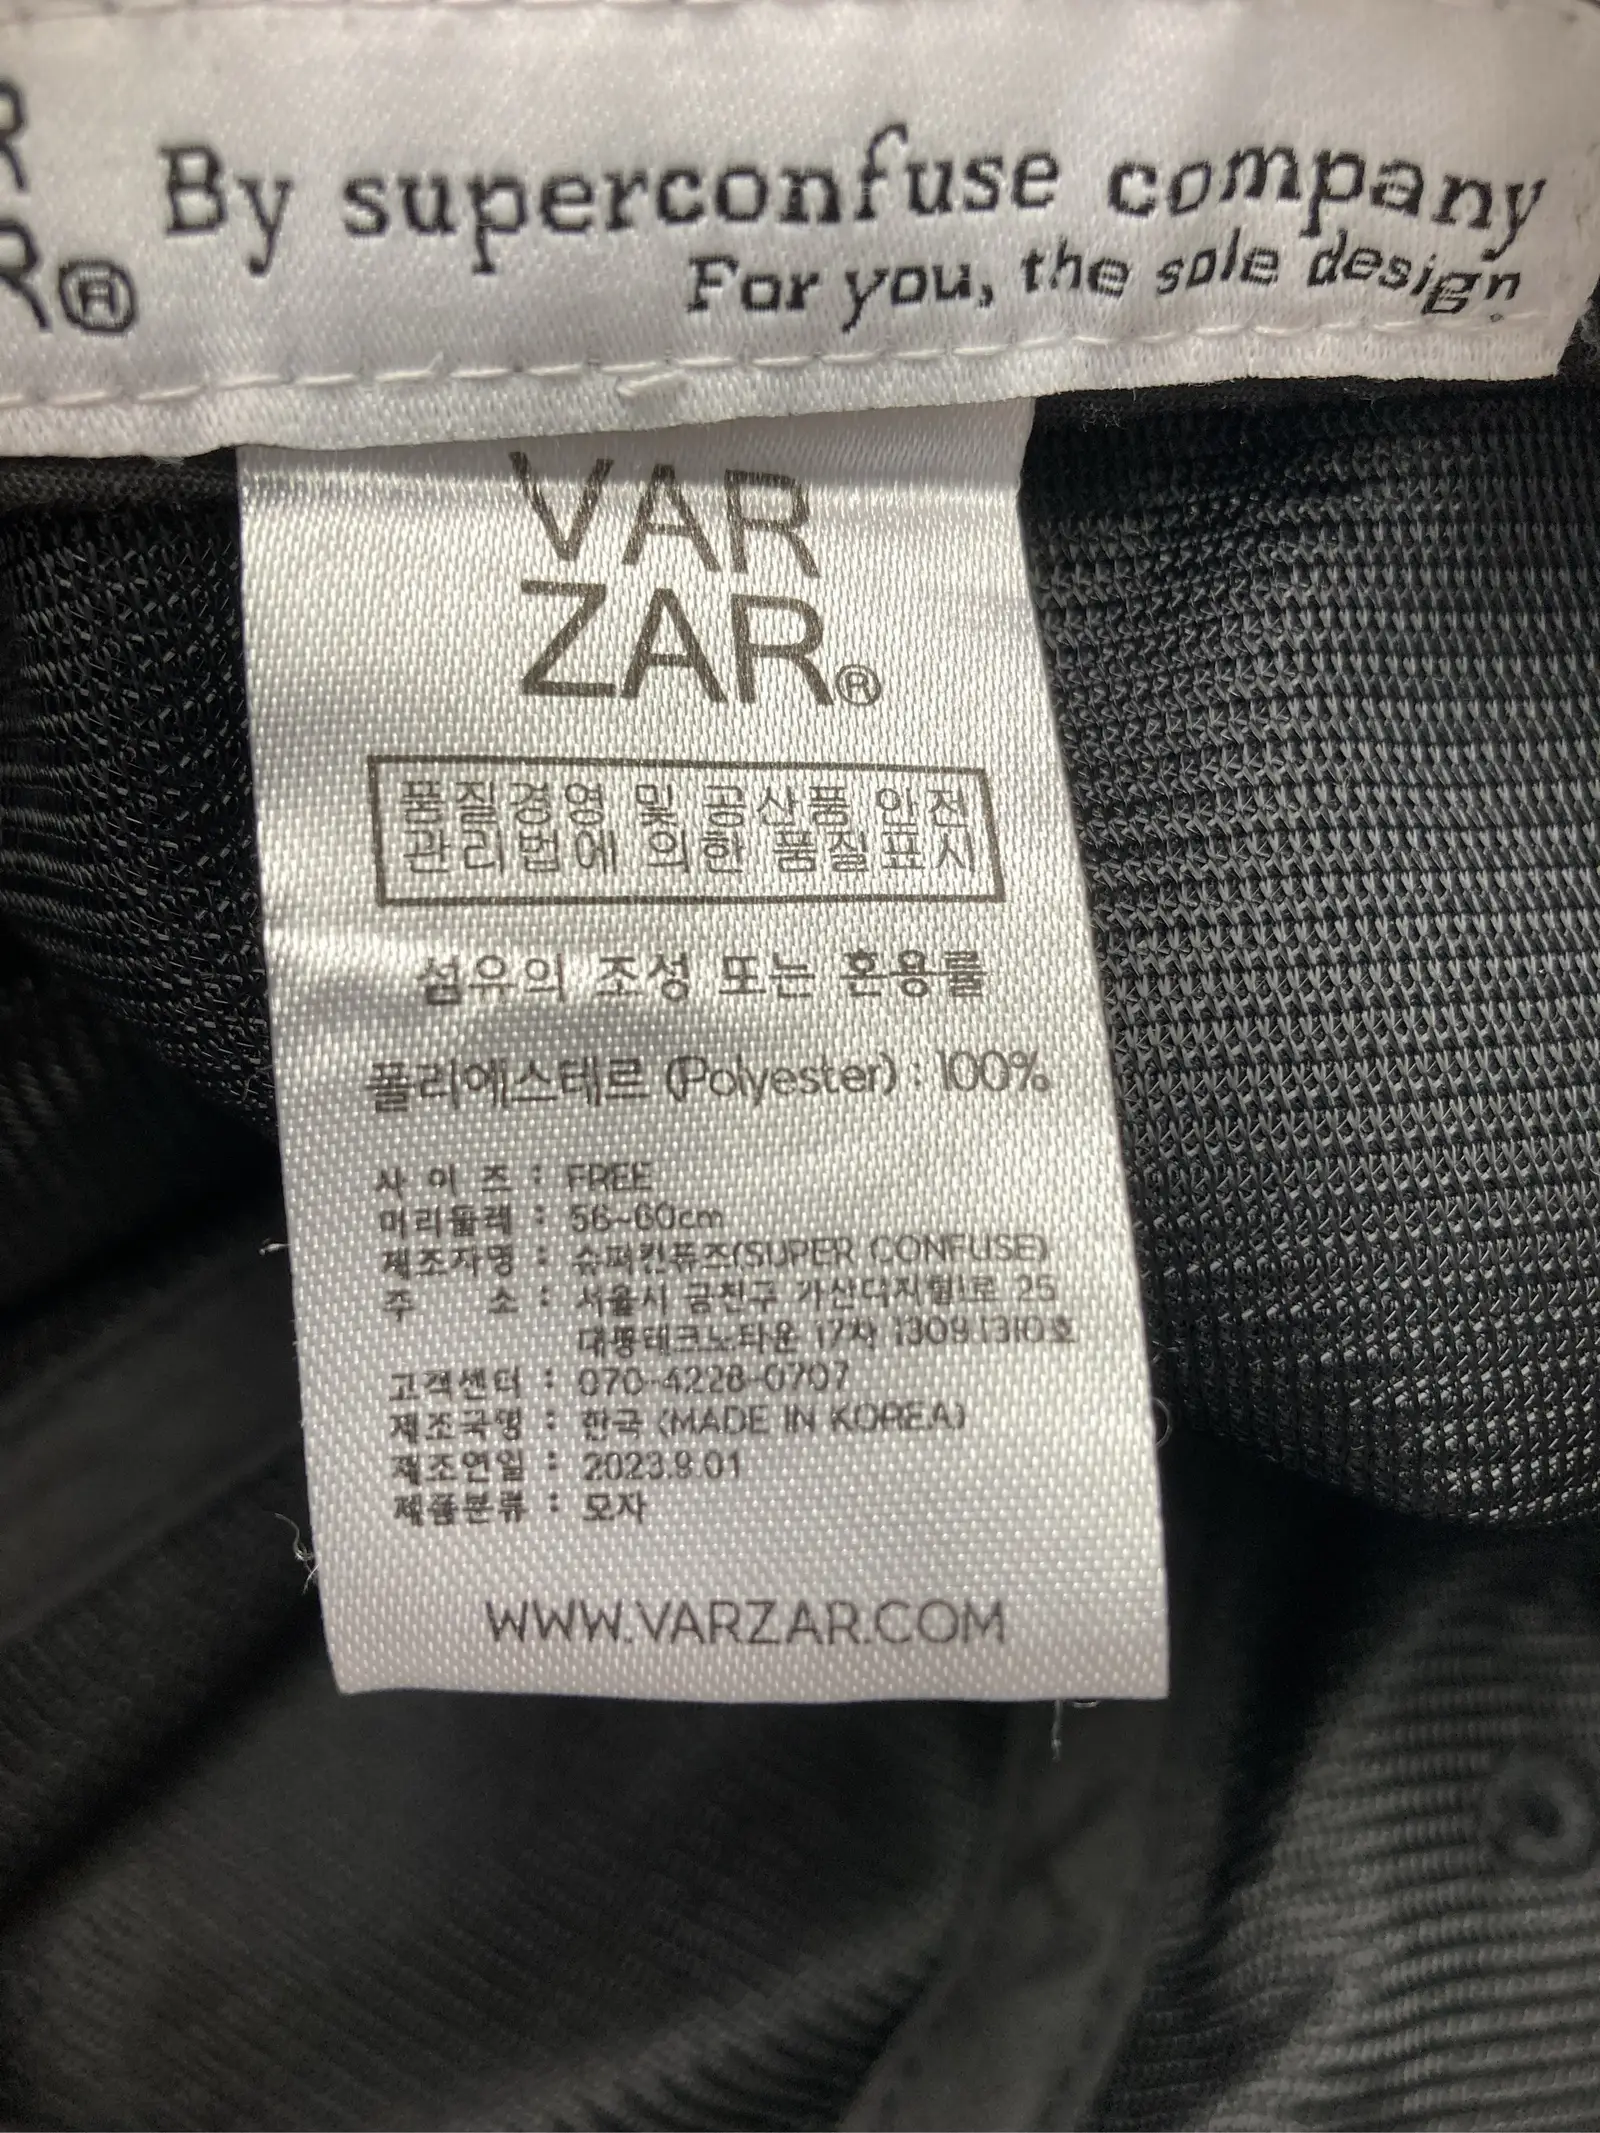 R
R®
By superconfuse company
For you, the sole design.
VAR
ZAR®
품질경영 및 공산품 안전
관리법에 의한 품질표시
섬유의 조성 또는 혼용률
폴리에스테르 (Polyester) : 100%
사 이 즈 : FREE
머리둘레 : 56~60cm
제조자명 : 슈퍼컨퓨즈(SUPER CONFUSE)
주 소 : 서울시 금천구 가산디지털1로 25
대룡테크노타운 17차 1309.1310호
고객센터 : 070-4228-0707
제조국명 : 한국 (MADE IN KOREA)
제조연일 : 2023.9.01
제품분류 : 모자
WWW.VARZAR.COM